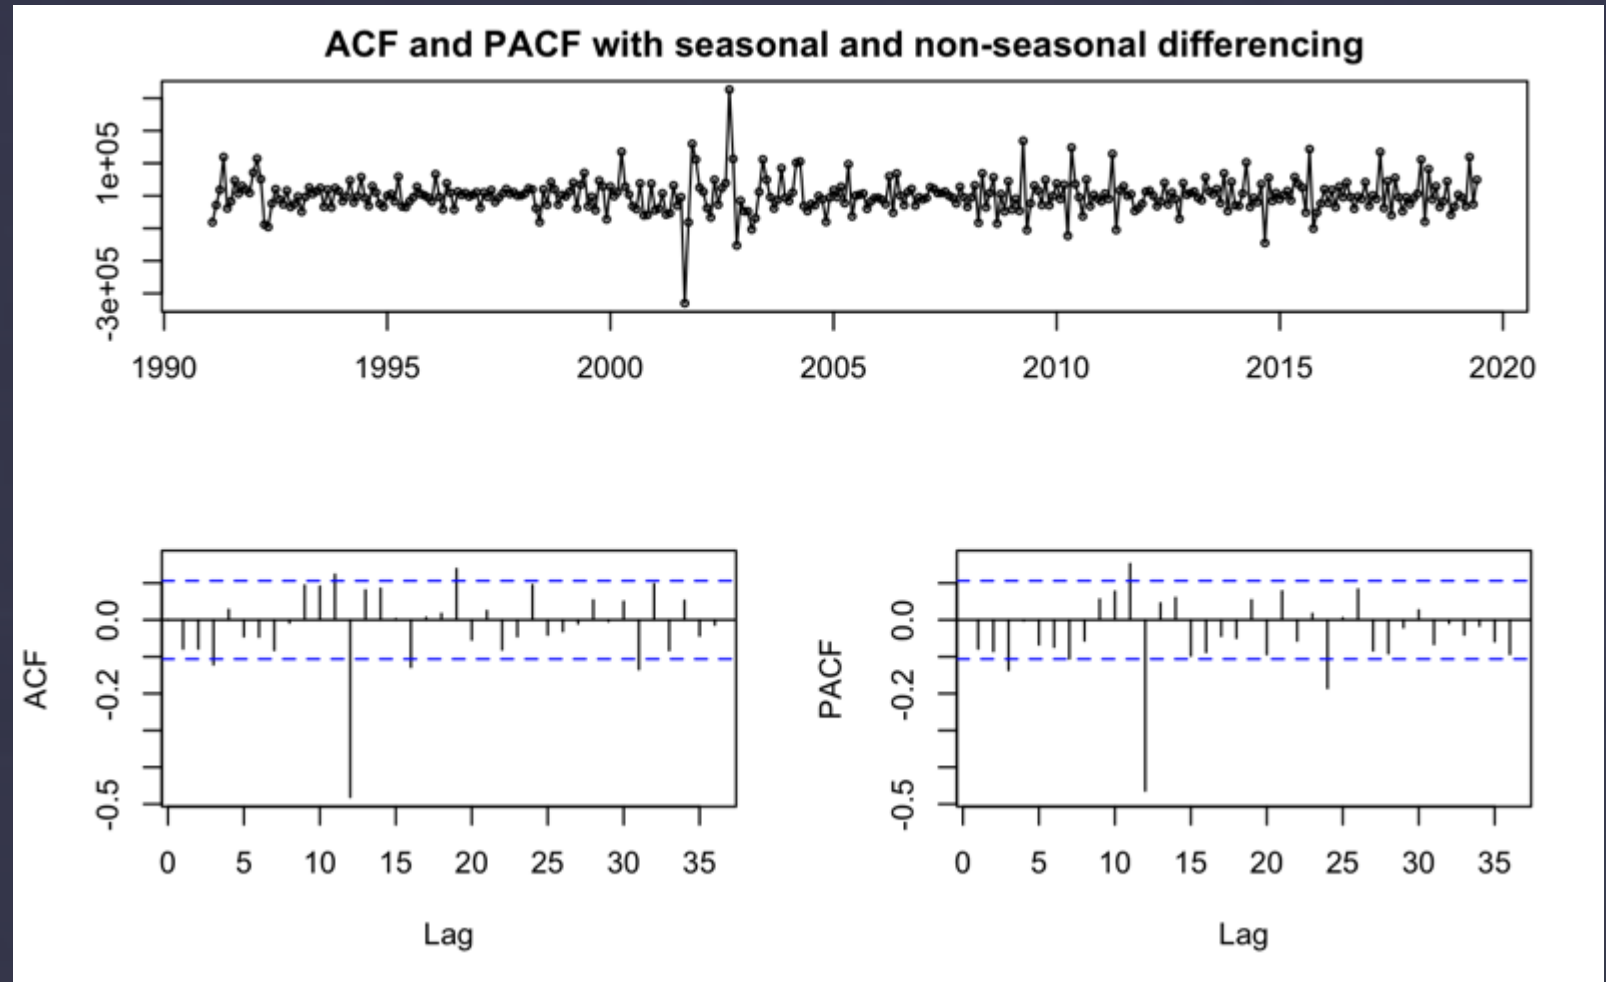 ACF and PACF with seasonal and non-seasonal differencing
1e+05
-3e+05
1990 1995 2000 2005 2010 2015 2020
ACF
0.0
-0.2
-0.5
0 5 10 15 20 25 30 35
Lag
PACF
0.0
-0.2
-0.5
0 5 10 15 20 25 30 35
Lag